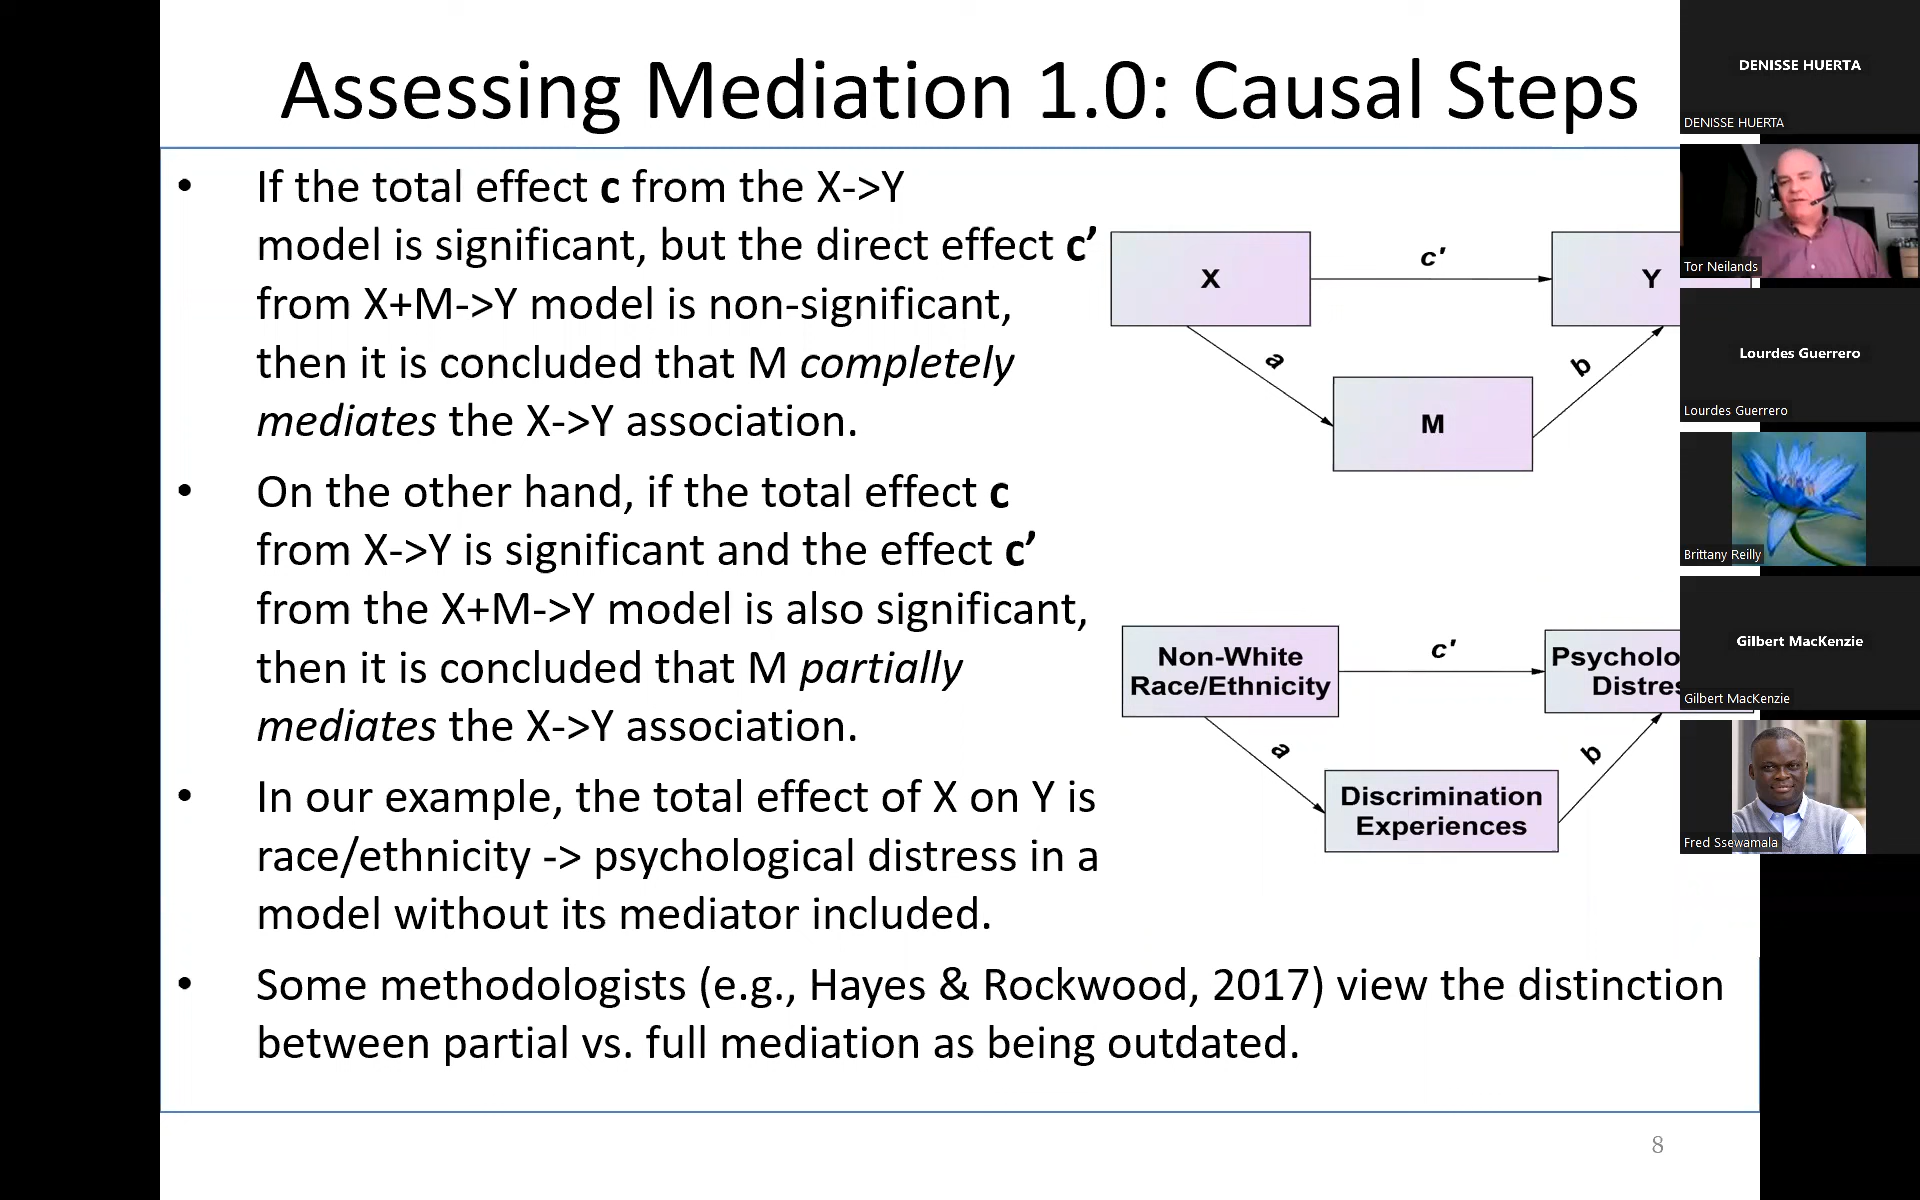 Assessing Mediation 1.0: Causal Steps
• If the total effect c from the X->Y
model is significant, but the direct effect c’
from X+M->Y model is non-significant,
then it is concluded that M completely
mediates the X->Y association.
• On the other hand, if the total effect c
from X->Y is significant and the effect c’
from the X+M->Y model is also significant,
then it is concluded that M partially
mediates the X->Y association.
• In our example, the total effect of X on Y is
race/ethnicity -> psychological distress in a
model without its mediator included.
• Some methodologists (e.g., Hayes & Rockwood, 2017) view the distinction
between partial vs. full mediation as being outdated.
X
c'
Y
a
b
M
Non-White
Race/Ethnicity
c'
Psycholo
Distres
a
b
Discrimination
Experiences
8
DENISSE HUERTA
DENISSE HUERTA
Tor Neilands
Lourdes Guerrero
Lourdes Guerrero
Brittany Reilly
Gilbert MacKenzie
Gilbert MacKenzie
Fred Ssewamala